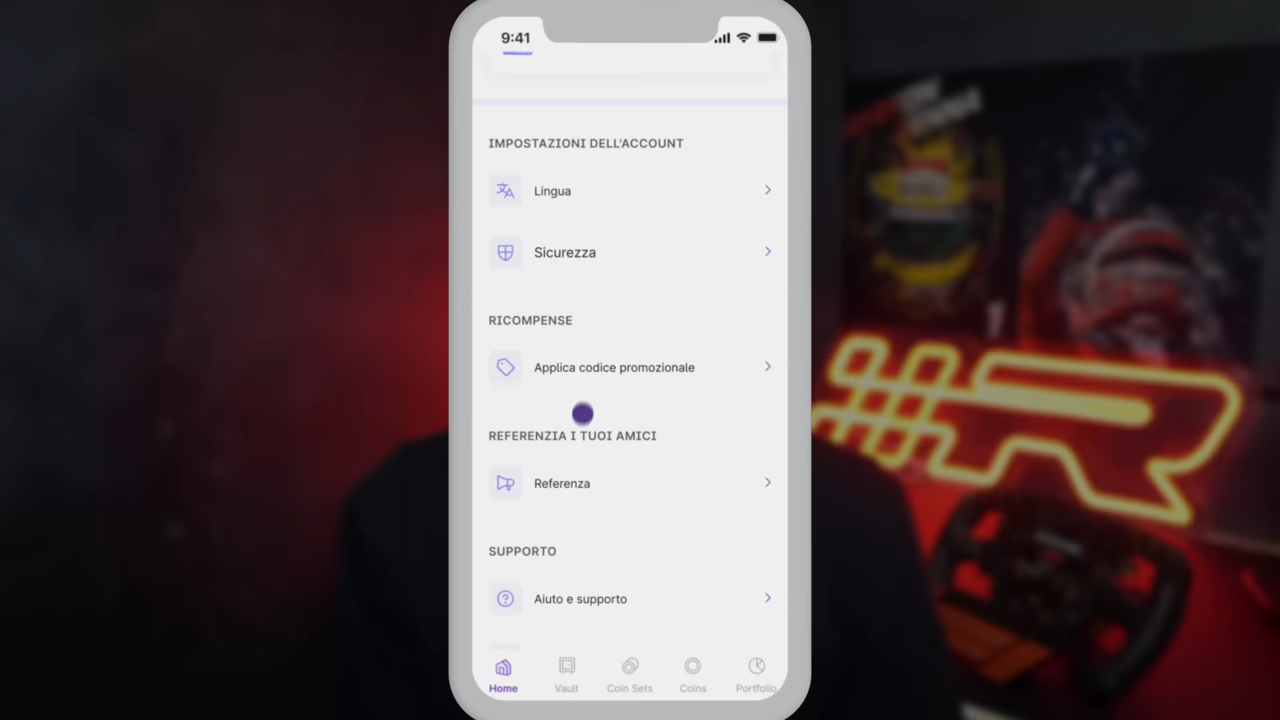 9:41
IMPOSTAZIONI DELL'ACCOUNT
Lingua
Sicurezza
RICOMPENSE
Applica codice promozionale
REFERENZIA I TUOI AMICI
Referenza
SUPPORTO
Aiuto e supporto
Home
Vault
Coin Sets
Coins
Portfolio